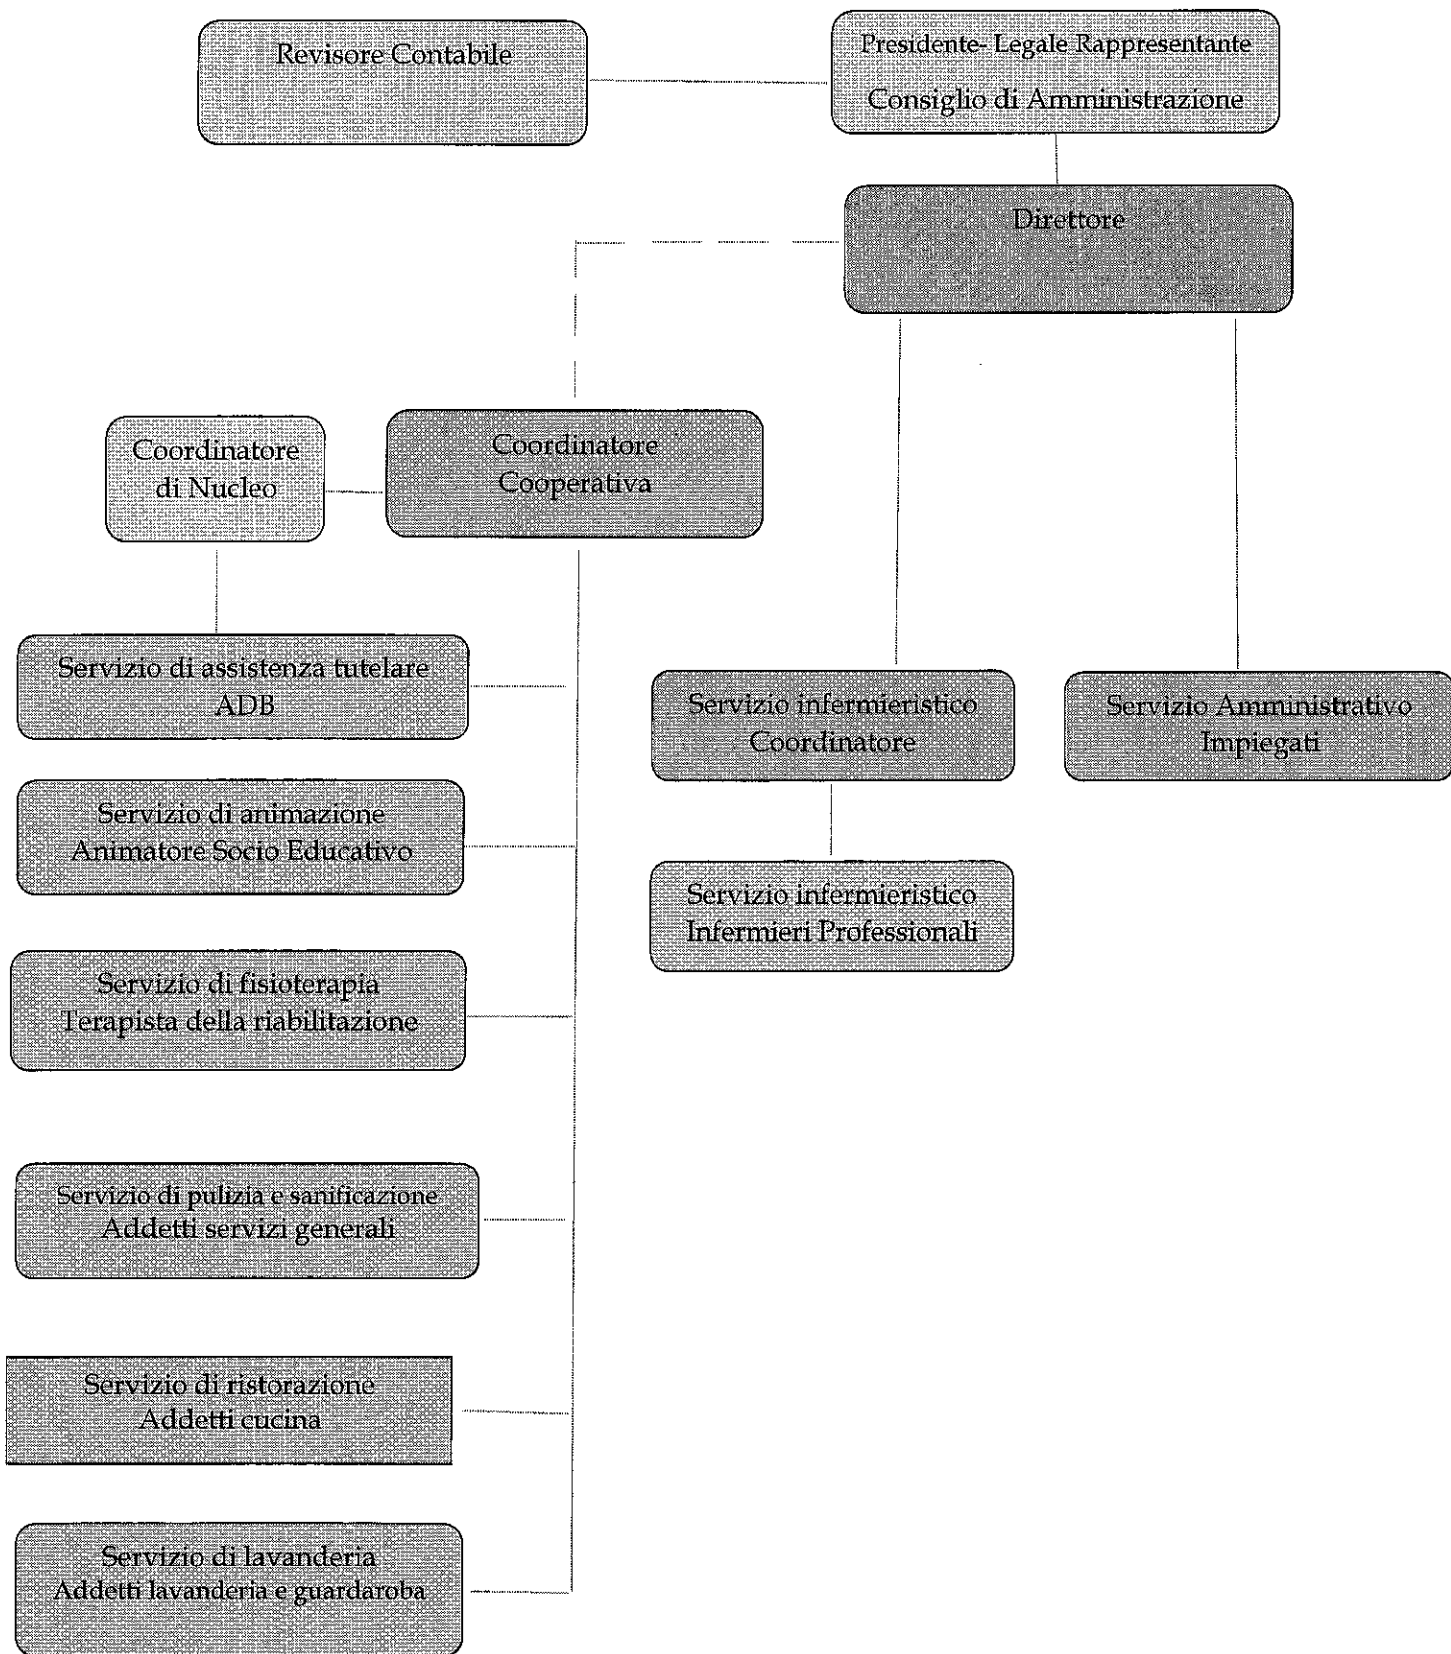 Revisore Contabile
Presidente- Legale Rappresentante
Consiglio di Amministrazione
Direttore
Coordinatore
di Nucleo
Coordinatore
Cooperativa
Servizio di assistenza tutelare
ADB
Servizio infermieristico
Coordinatore
Servizio Amministrativo
Impiegati
Servizio di animazione
Animatore Socio Educativo
Servizio infermieristico
Infermieri Professionali
Servizio di fisioterapia
Terapista della riabilitazione
Servizio di pulizia e sanificazione
Addetti servizi generali
Servizio di ristorazione
Addetti cucina
Servizio di lavanderia
Addetti lavanderia e guardaroba